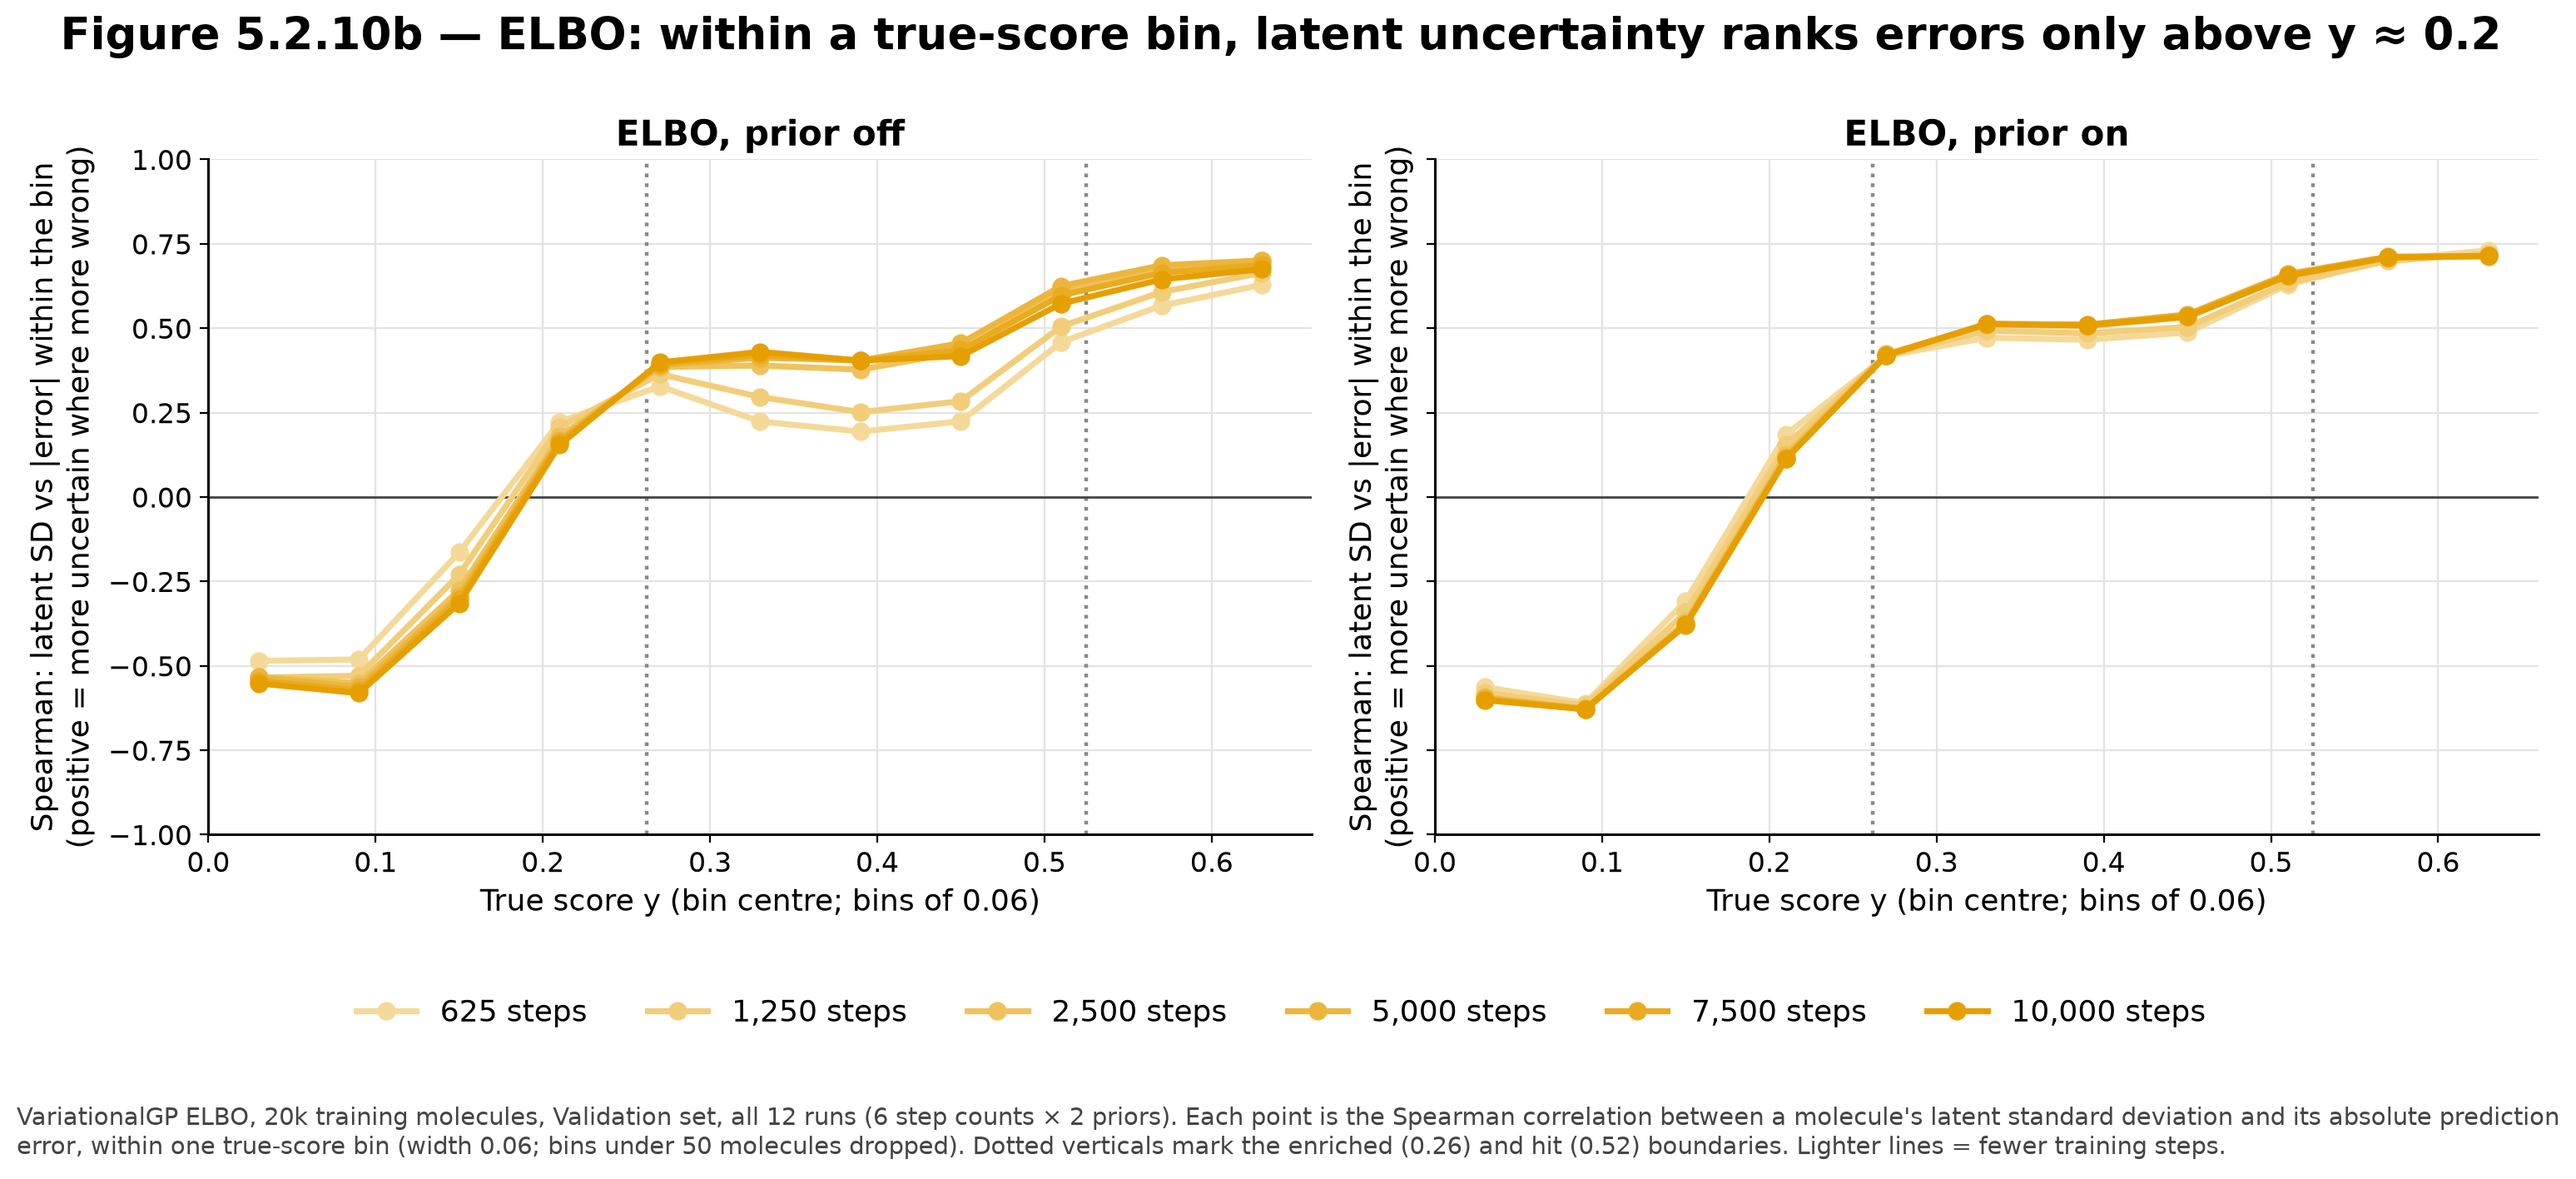 Figure 5.2.10b — ELBO: within a true-score bin, latent uncertainty ranks errors only above y ≈ 0.2
ELBO, prior off
Spearman: latent SD vs |error| within the bin
(positive = more uncertain where more wrong)
1.00
0.75
0.50
0.25
0.00
−0.25
−0.50
−0.75
−1.00
0.0 0.1 0.2 0.3 0.4 0.5 0.6
True score y (bin centre; bins of 0.06)
ELBO, prior on
Spearman: latent SD vs |error| within the bin
(positive = more uncertain where more wrong)
0.0 0.1 0.2 0.3 0.4 0.5 0.6
True score y (bin centre; bins of 0.06)
625 steps 1,250 steps 2,500 steps 5,000 steps 7,500 steps 10,000 steps
VariationalGP ELBO, 20k training molecules, Validation set, all 12 runs (6 step counts × 2 priors). Each point is the Spearman correlation between a molecule's latent standard deviation and its absolute prediction
error, within one true-score bin (width 0.06; bins under 50 molecules dropped). Dotted verticals mark the enriched (0.26) and hit (0.52) boundaries. Lighter lines = fewer training steps.